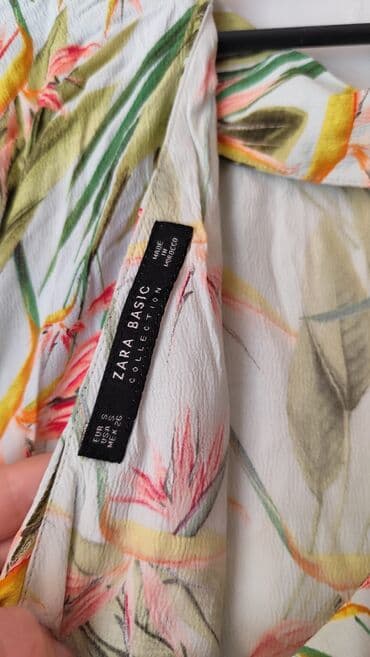 ZARA BASIC
COLLECTION
MADE
IN
MOROCCO
EUR S
USA S
MEX 26